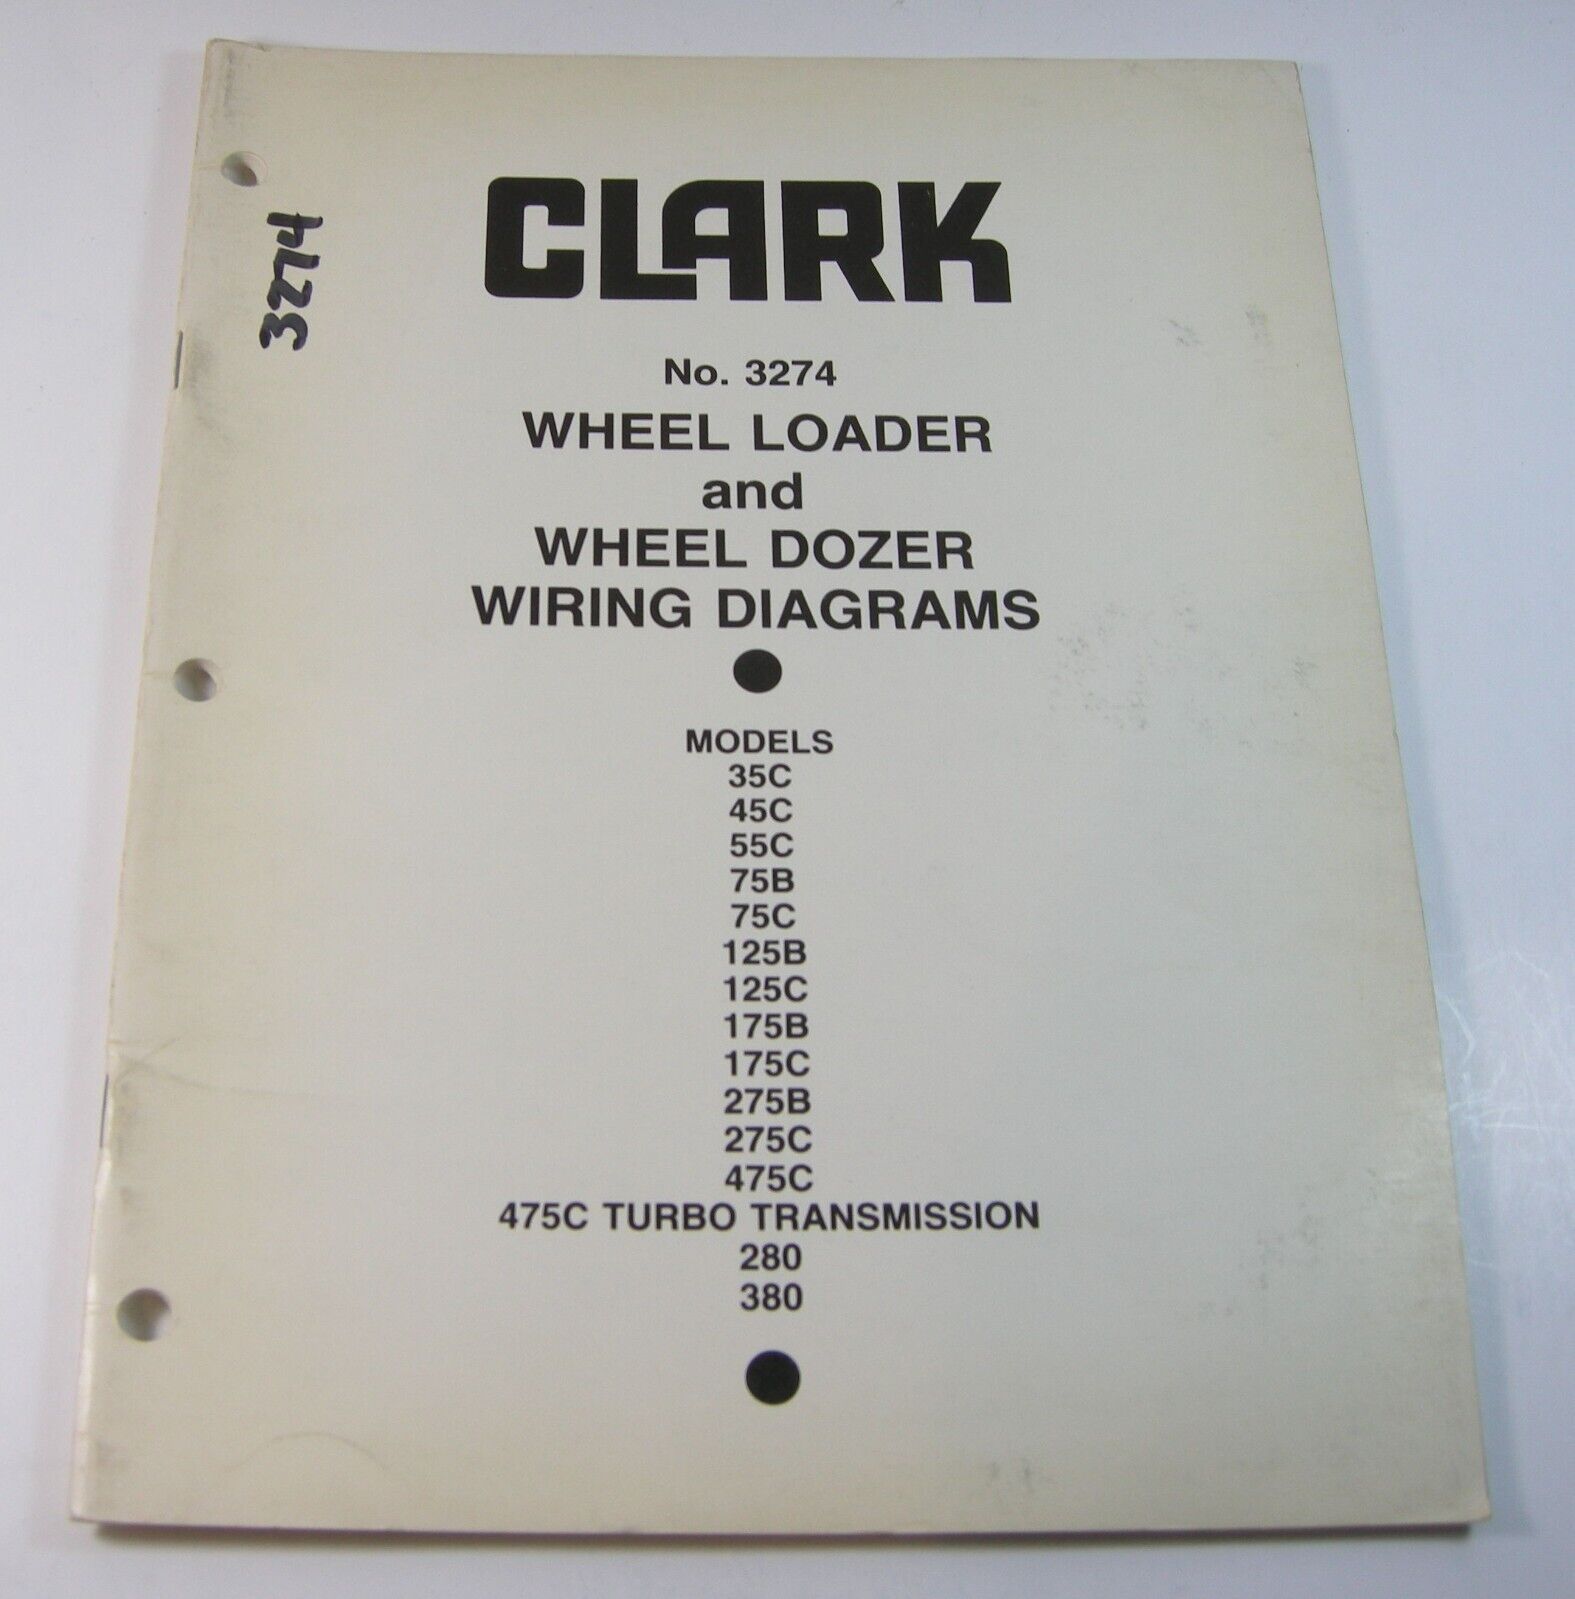 CLARK
3274
No. 3274
WHEEL LOADER
and
WHEEL DOZER
WIRING DIAGRAMS
MODELS
35C
45C
55C
75B
75C
125B
125C
175B
175C
275B
275C
475C
475C TURBO TRANSMISSION
280
380